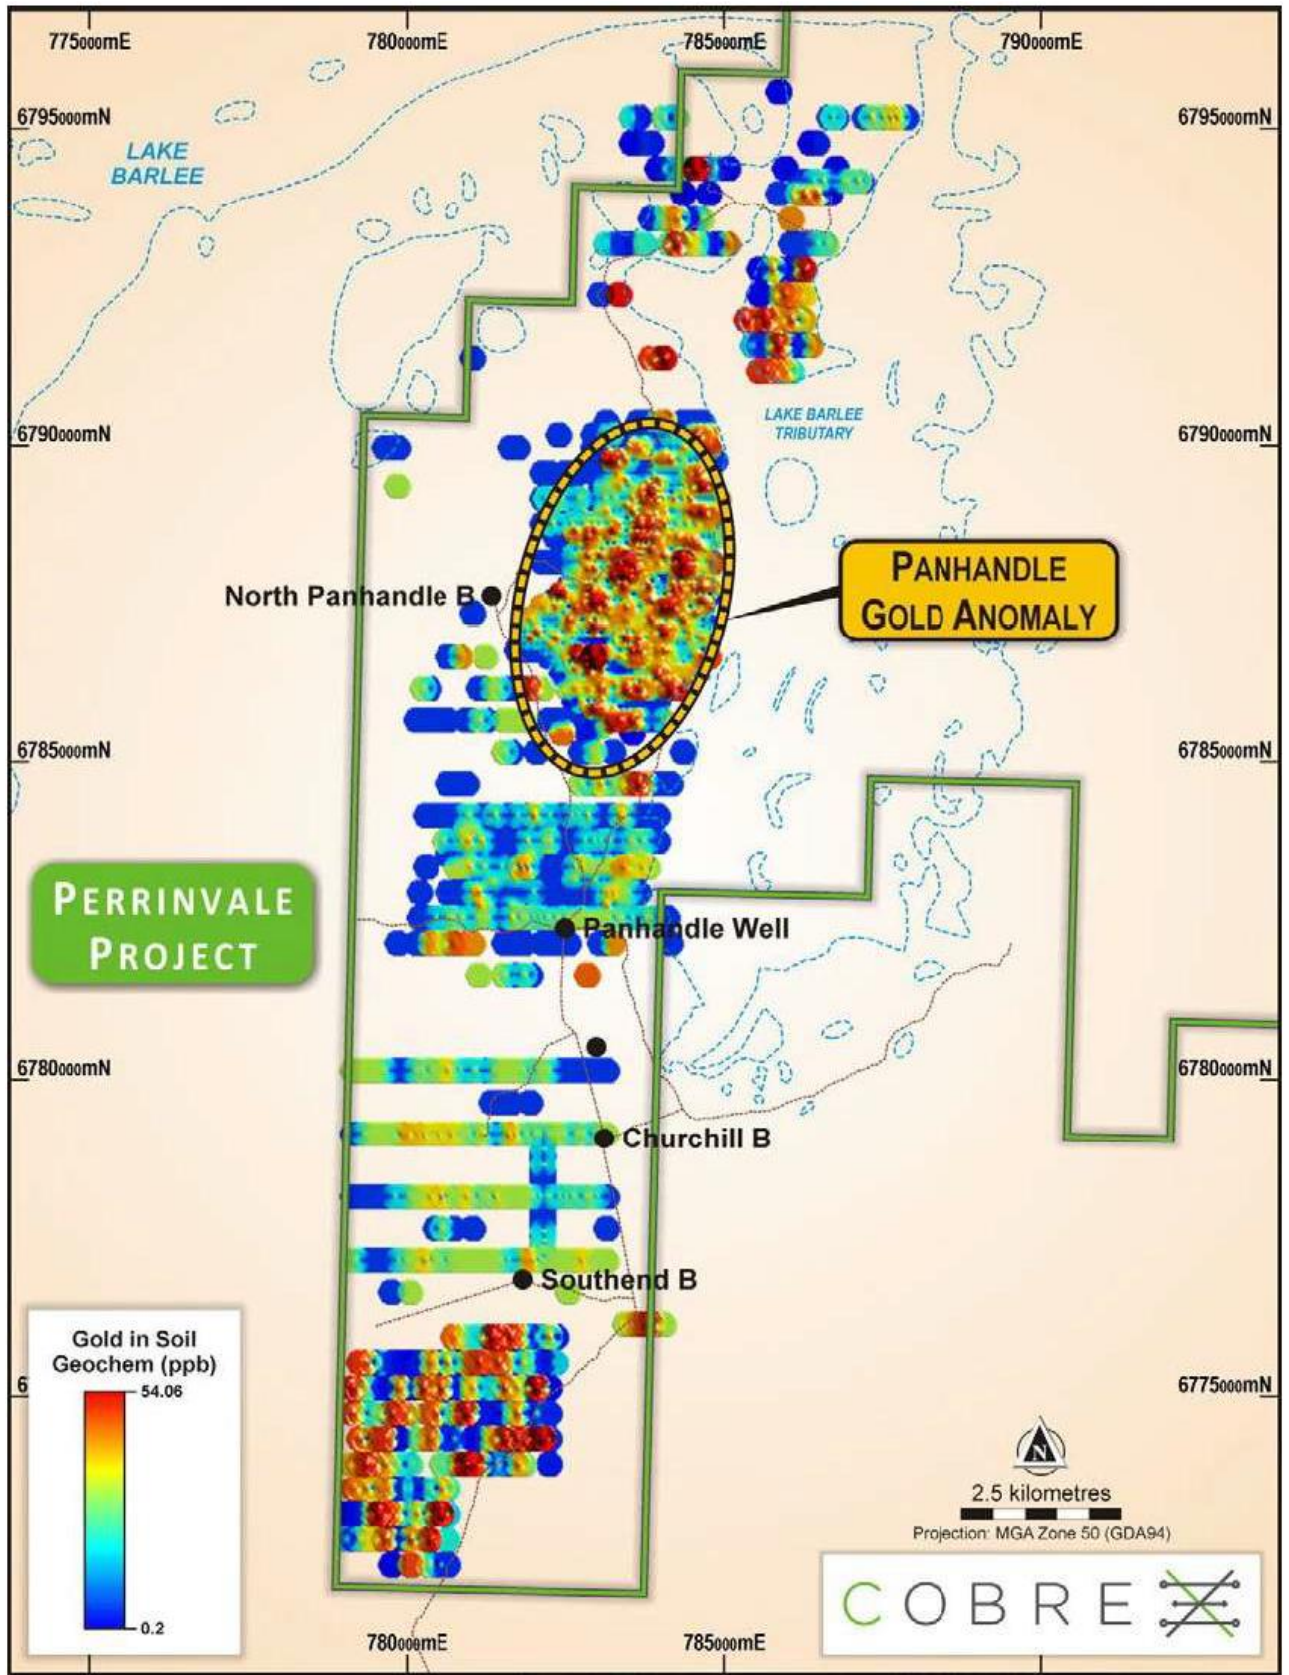 775000mE
780000mE
785000mE
790000mE
6795000mN
6795000mN
LAKE
BARLEE
6790000mN
LAKE BARLEE
TRIBUTARY
6790000mN
PANHANDLE
GOLD ANOMALY
North Panhandle B
6785000mN
6785000mN
PERRINVALE
PROJECT
Panhandle Well
6780000mN
6780000mN
Churchill B
Southend B
Gold in Soil
Geochem (ppb)
54.06
0.2
6
6775000mN
N
2.5 kilometres
Projection: MGA Zone 50 (GDA94)
COBRE
780000mE
785000mE